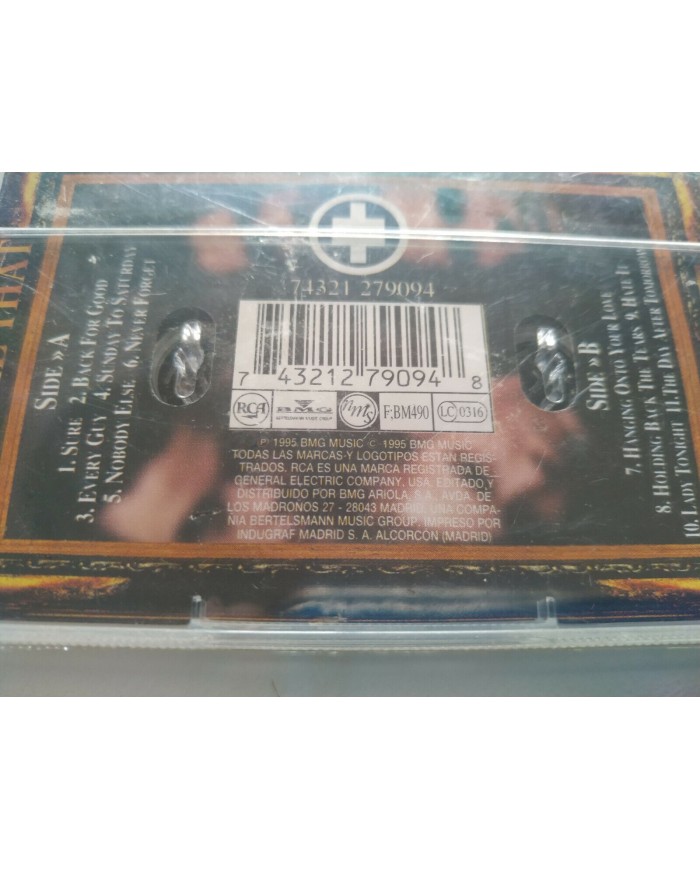 E THAT
SIDE » A
1. SURE 2. BACK FOR GOOD
3. EVERY GUY 4. SUNDAY TO SATURDAY
5. NOBODY ELSE 6. NEVER FORGET
74321 279094
7 43212 79094 8
RCA
BMG
F:BM490
LC 0316
℗ 1995 BMG MUSIC © 1995 BMG MUSIC
TODAS LAS MARCAS Y LOGOTIPOS ESTAN REGIS-
TRADOS. RCA ES UNA MARCA REGISTRADA DE
GENERAL ELECTRIC COMPANY. USA. EDITADO Y
DISTRIBUIDO POR BMG ARIOLA, S.A., AVDA. DE
LOS MADRONOS 27 - 28043 MADRID. UNA COMPA-
NIA BERTELSMANN MUSIC GROUP. IMPRESO POR
INDUGRAF MADRID S. A. ALCORCÓN (MADRID)
SIDE » B
7. HANGING ONTO YOUR LOVE
8. HOLDING BACK THE TEARS 9. HATE IT
10. LADY TONIGHT 11. THE DAY AFTER TOMORROW